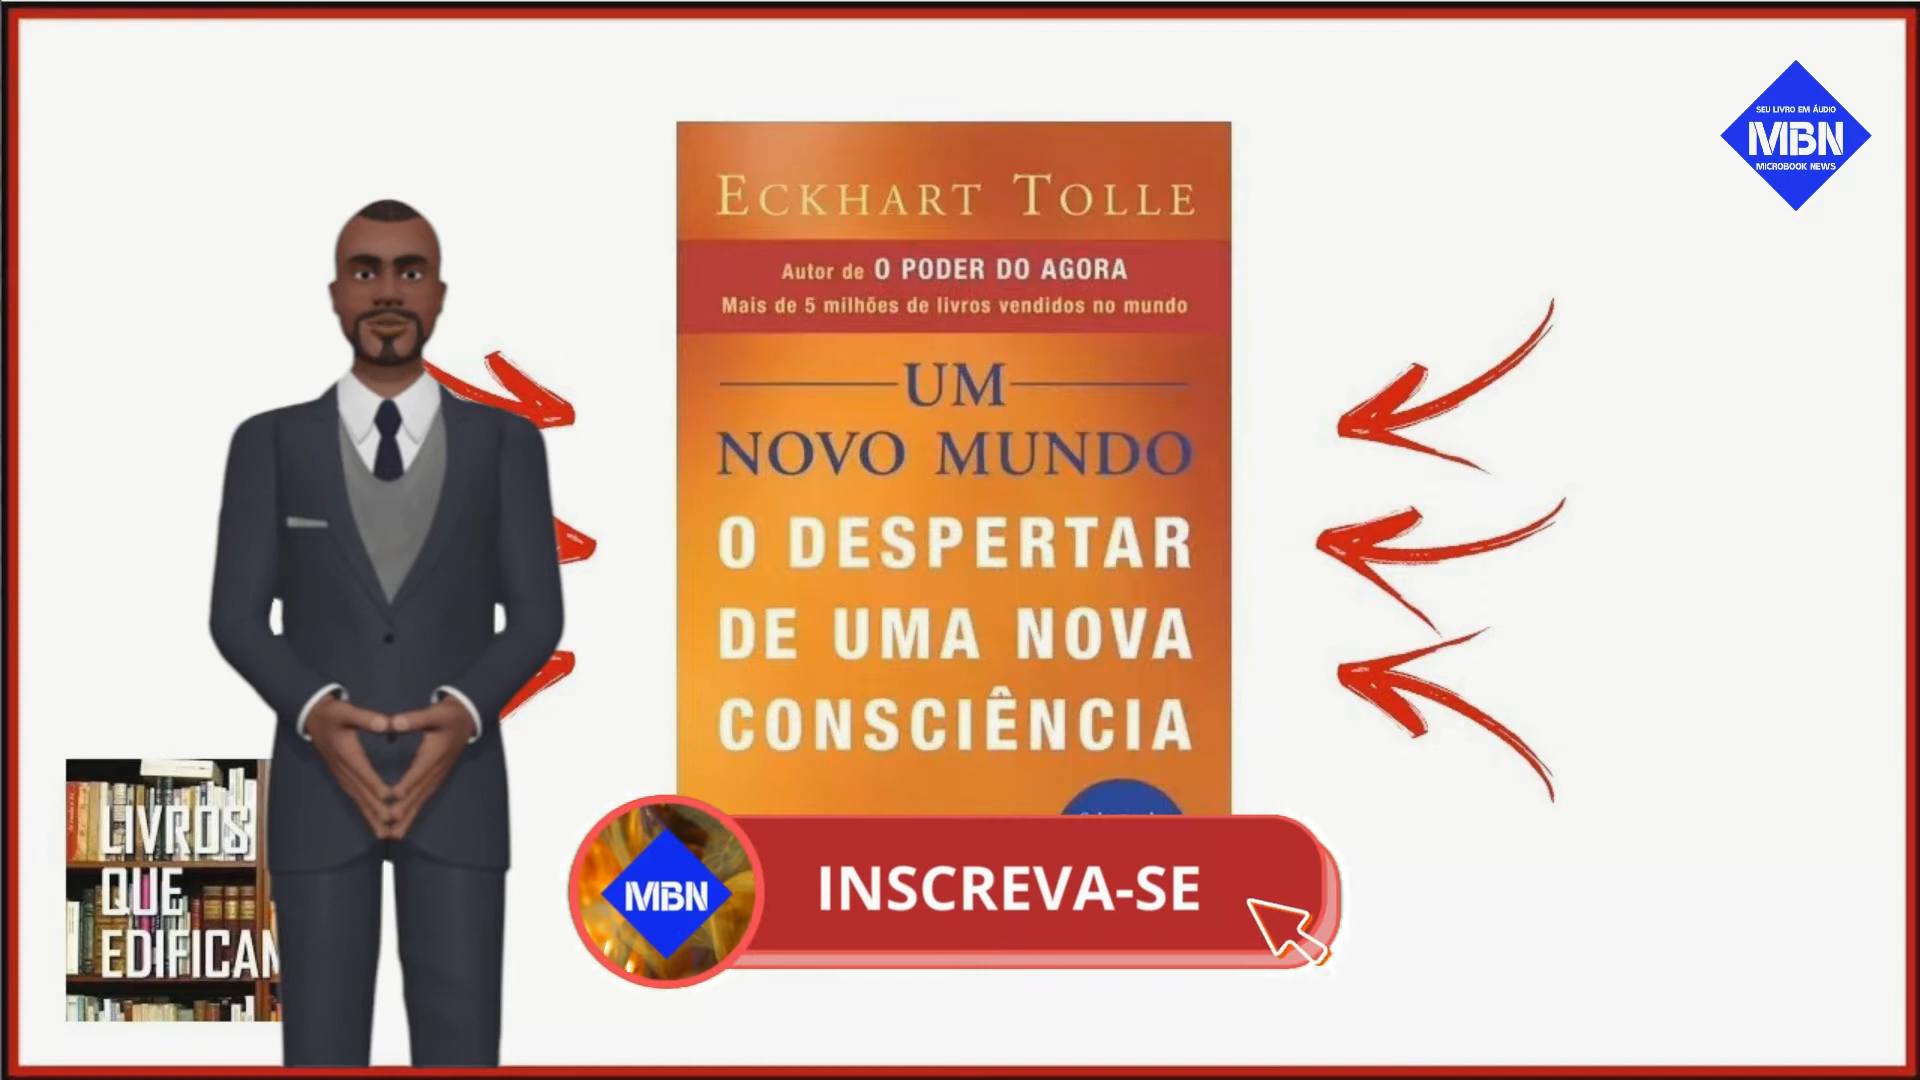 SEU LIVRO EM ÁUDIO
MBN
MICROBOOK NEWS
ECKHART TOLLE
Autor de O PODER DO AGORA
Mais de 5 milhões de livros vendidos no mundo
UM
NOVO MUNDO
O DESPERTAR
DE UMA NOVA
CONSCIÊNCIA
LIVROS
QUE
EDIFICAM
MBN
INSCREVA-SE